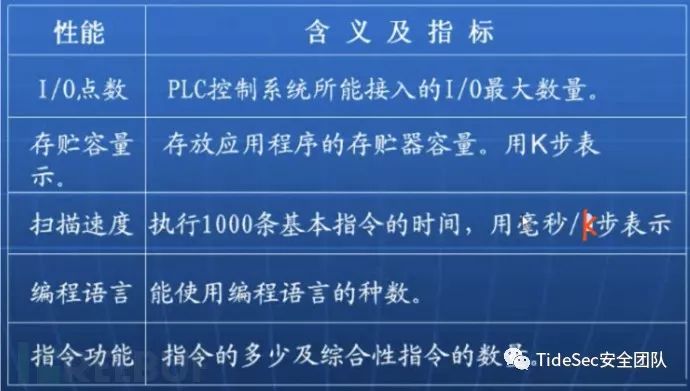 性能 含义及指标
I/O点数 PLC控制系统所能接入的I/O最大数量。
存贮容量 存放应用程序的存贮器容量。用K步表
示。
扫描速度 执行1000条基本指令的时间，用毫秒/k步表示
编程语言 能使用编程语言的种数。
指令功能 指令的多少及综合性指令的数量
TideSec安全团队